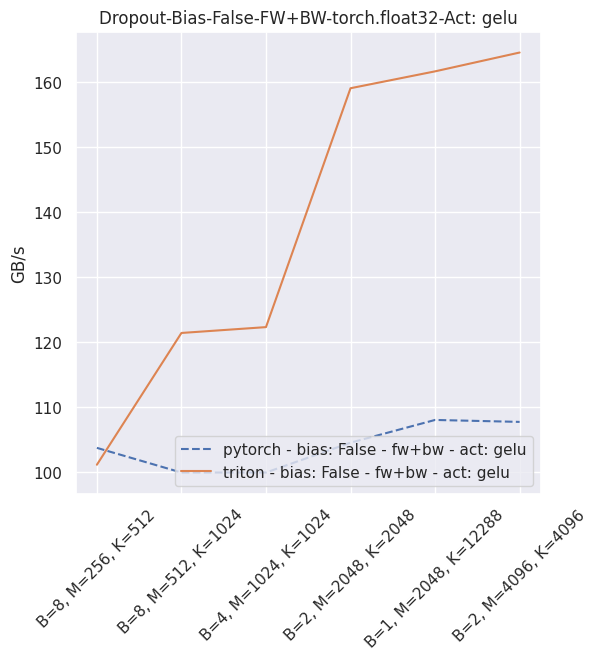 Dropout-Bias-False-FW+BW-torch.float32-Act: gelu
160
150
140
130
120
110
100
GB/s
pytorch - bias: False - fw+bw - act: gelu
triton - bias: False - fw+bw - act: gelu
B=8, M=256, K=512
B=8, M=512, K=1024
B=4, M=1024, K=1024
B=2, M=2048, K=2048
B=1, M=2048, K=12288
B=2, M=4096, K=4096